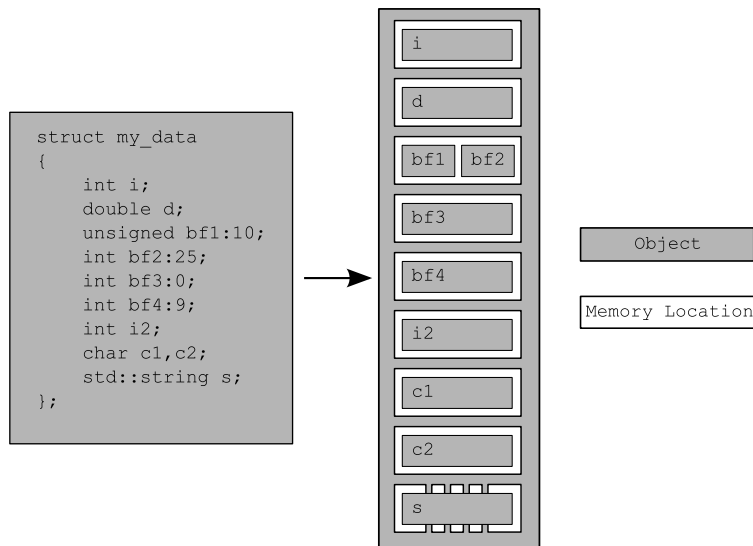 struct my_data
{
int i;
double d;
unsigned bf1:10;
int bf2:25;
int bf3:0;
int bf4:9;
int i2;
char c1,c2;
std::string s;
};
i
d
bf1 bf2
bf3
bf4
i2
c1
c2
s
Object
Memory Location